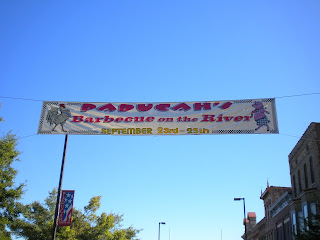 PADUCAH'S
Barbecue on the River
SEPTEMBER 23rd - 25th